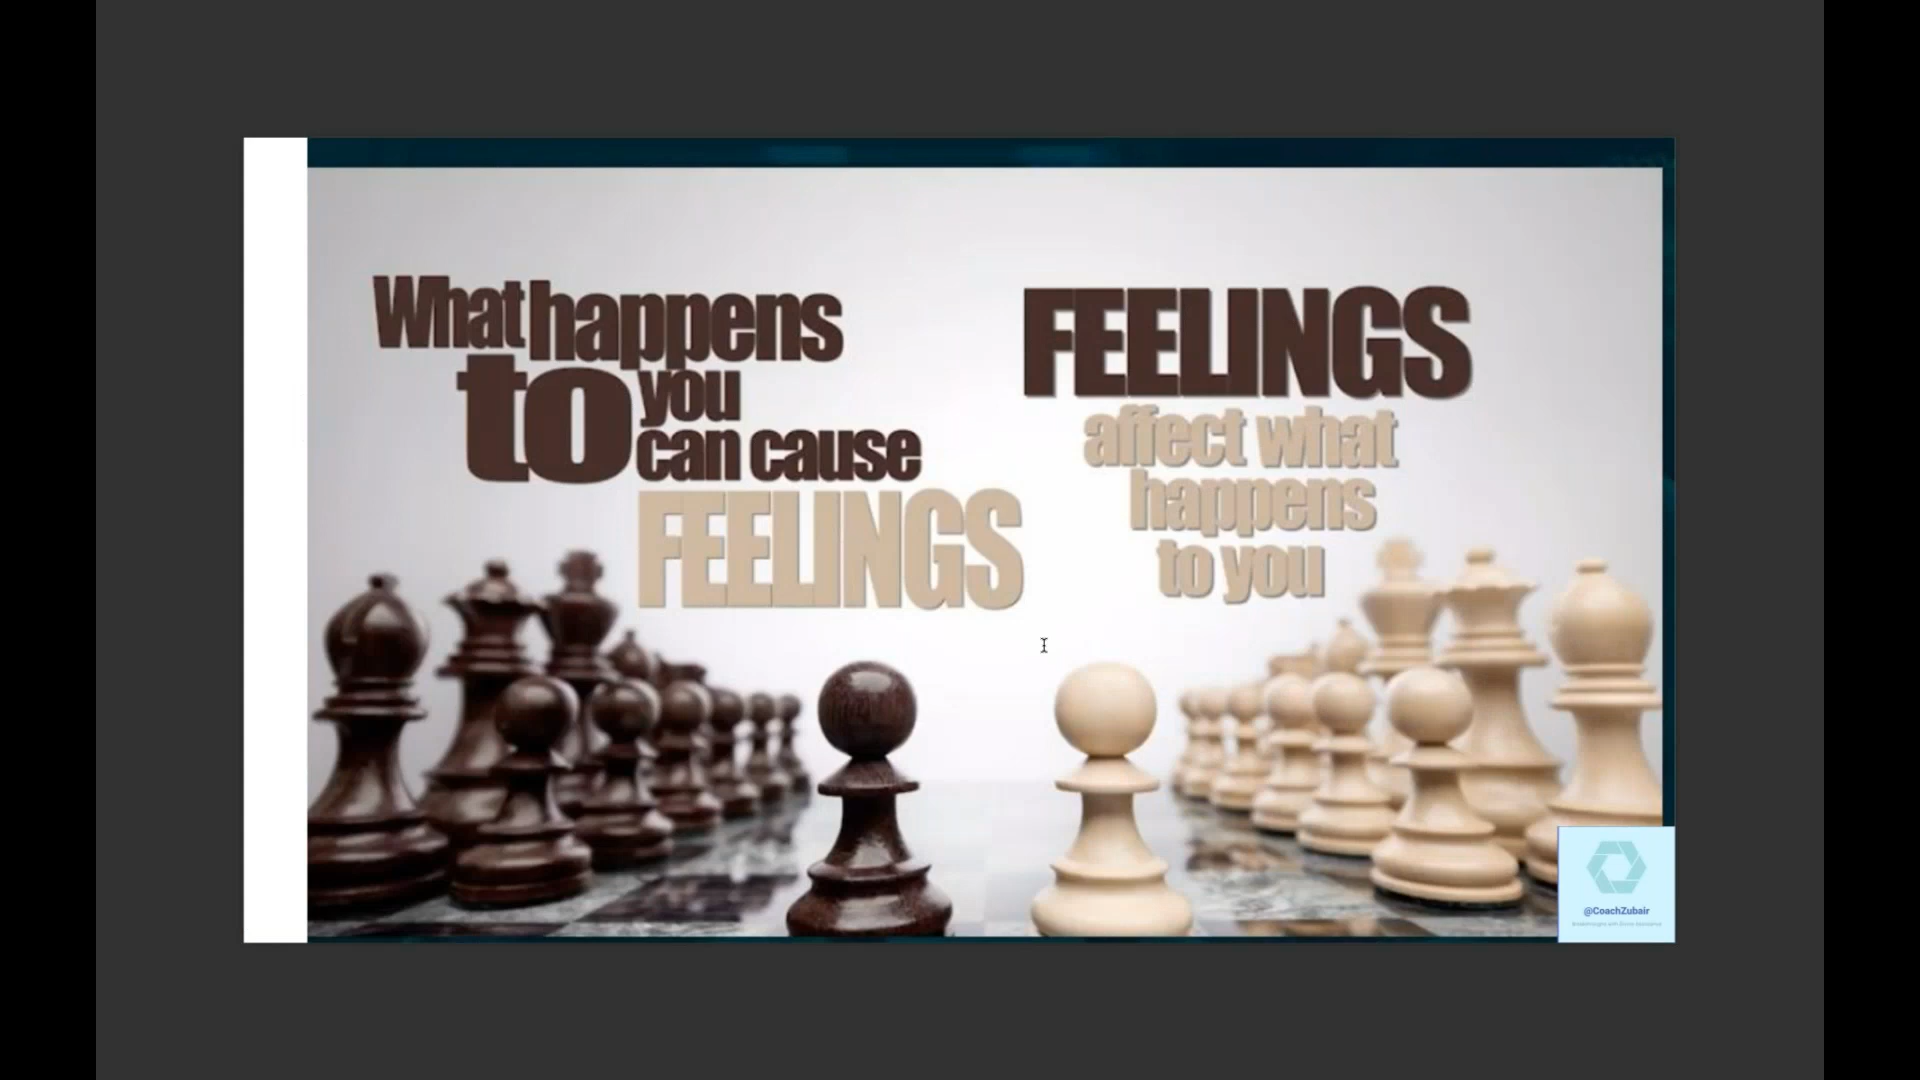 What happens
to you
can cause
FEELINGS
FEELINGS
affect what
happens
to you
@CoachZubair